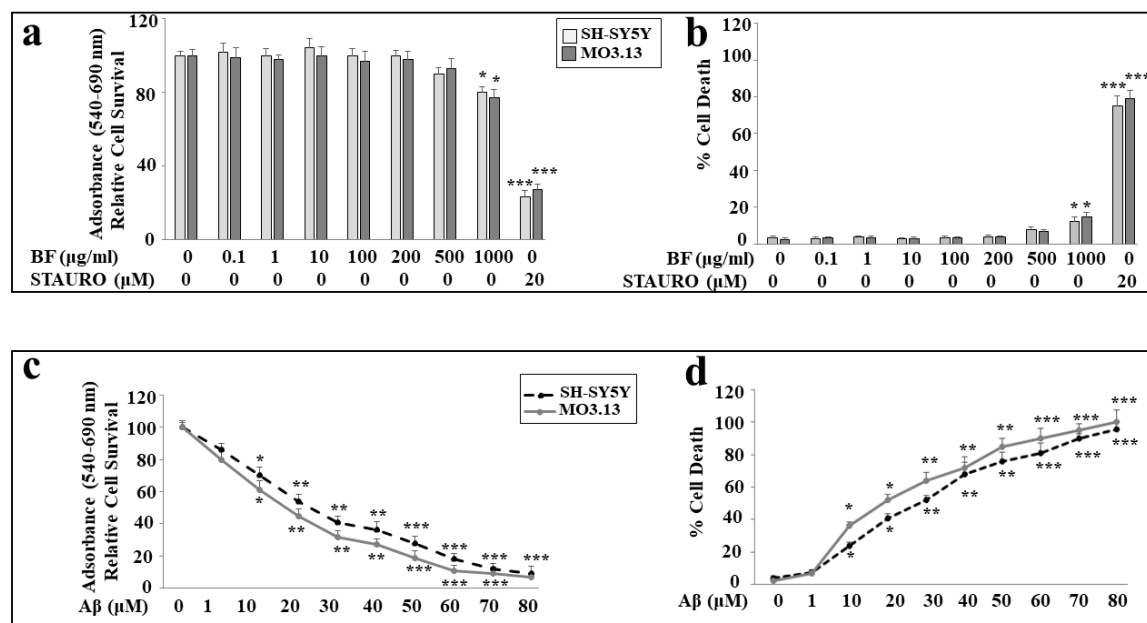 a
Adsorbance (540-690 nm)
Relative Cell Survival
120
80
40
0
SH-SY5Y
MO3.13
* *
*** ***
BF (µg/ml) 0 0.1 1 10 100 200 500 1000 0
STAURO (µM) 0 0 0 0 0 0 0 0 20
b
% Cell Death
120
100
80
60
40
20
0
*** ***
* *
BF (µg/ml) 0 0.1 1 10 100 200 500 1000 0
STAURO (µM) 0 0 0 0 0 0 0 0 20
c
Adsorbance (540-690 nm)
Relative Cell Survival
120
100
80
60
40
20
0
SH-SY5Y
MO3.13
* ** ** ** *** *** *** ***
* ** ** ** *** *** ***
Aβ (µM) 0 1 10 20 30 40 50 60 70 80
d
% Cell Death
120
100
80
60
40
20
0
* * ** ** ** *** *** ***
* * ** ** ** *** *** ***
Aβ (µM) 0 1 10 20 30 40 50 60 70 80